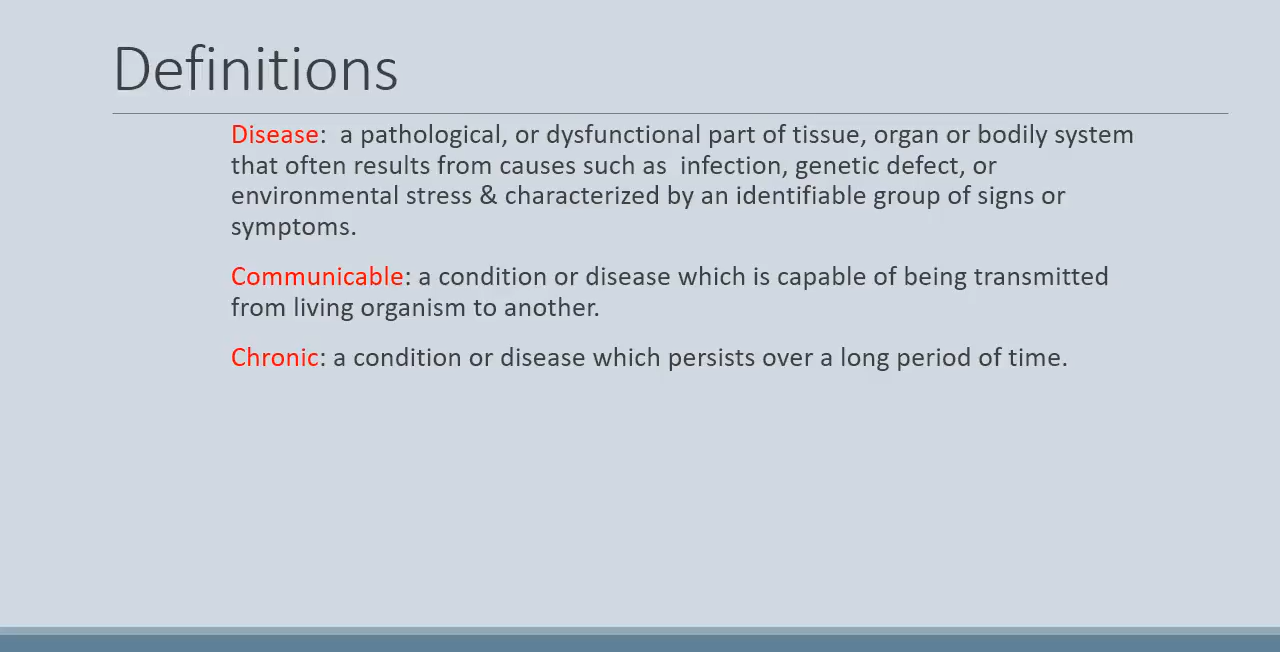 Definitions
Disease:  a pathological, or dysfunctional part of tissue, organ or bodily system
that often results from causes such as  infection, genetic defect, or
environmental stress & characterized by an identifiable group of signs or
symptoms.
Communicable: a condition or disease which is capable of being transmitted
from living organism to another.
Chronic: a condition or disease which persists over a long period of time.